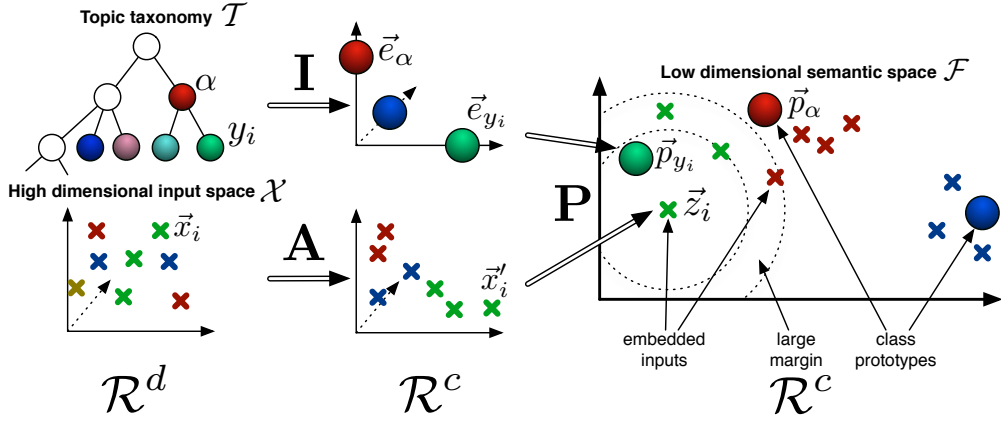 Topic taxonomy 𝒯
α
y_i
I
e⃗_α
e⃗_{y_i}
High dimensional input space 𝒳
x⃗_i
A
x⃗'_i
P
Low dimensional semantic space ℱ
p⃗_α
p⃗_{y_i}
z⃗_i
embedded
inputs
large
margin
class
prototypes
ℛ^d
ℛ^c
ℛ^c